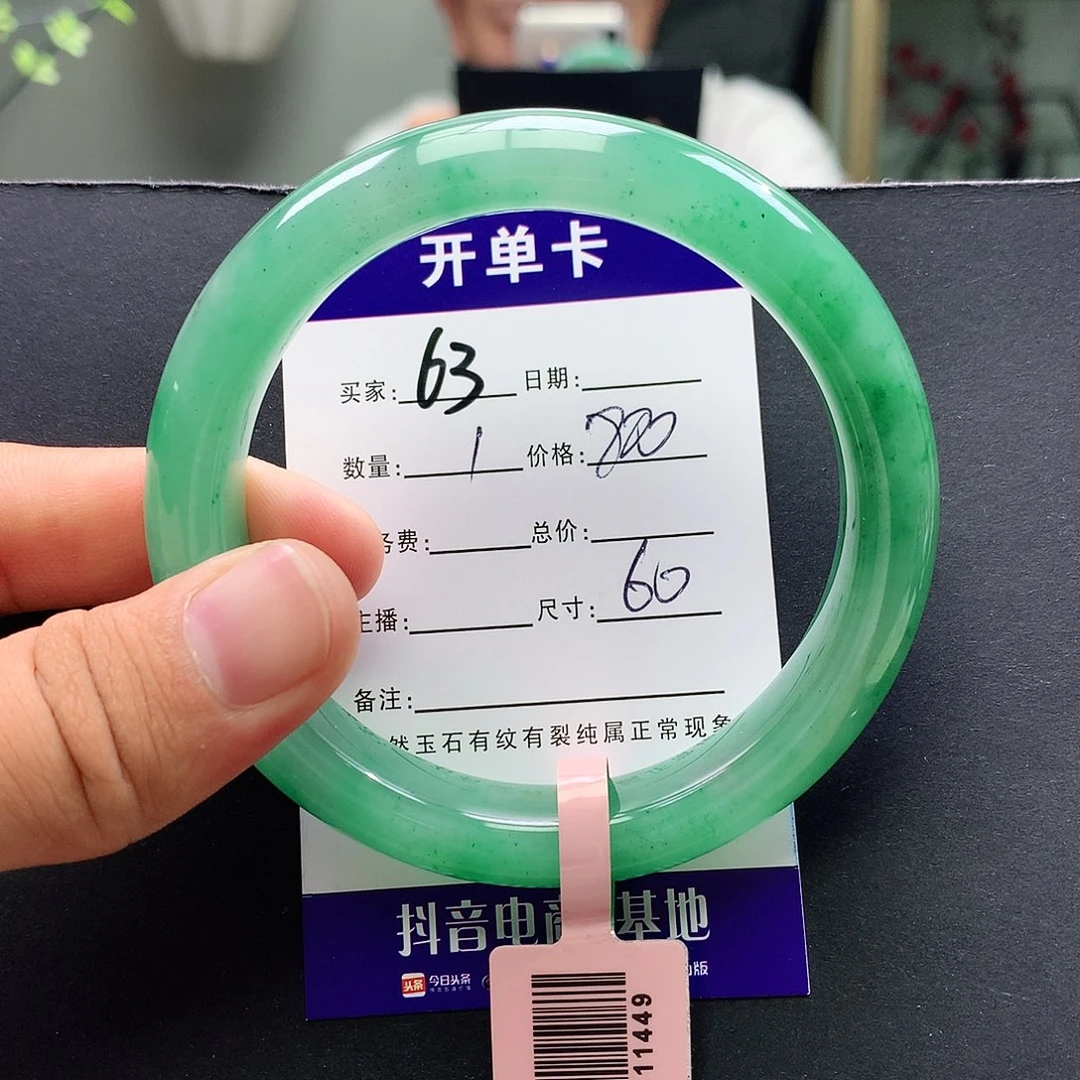 开单卡
买家: 63 日期:
数量: 1 价格: 800
务费: 总价:
主播: 尺寸: 60
备注:
然玉石有纹有裂纯属正常现象
抖音电商 基地
头条 今日头条 版
11449